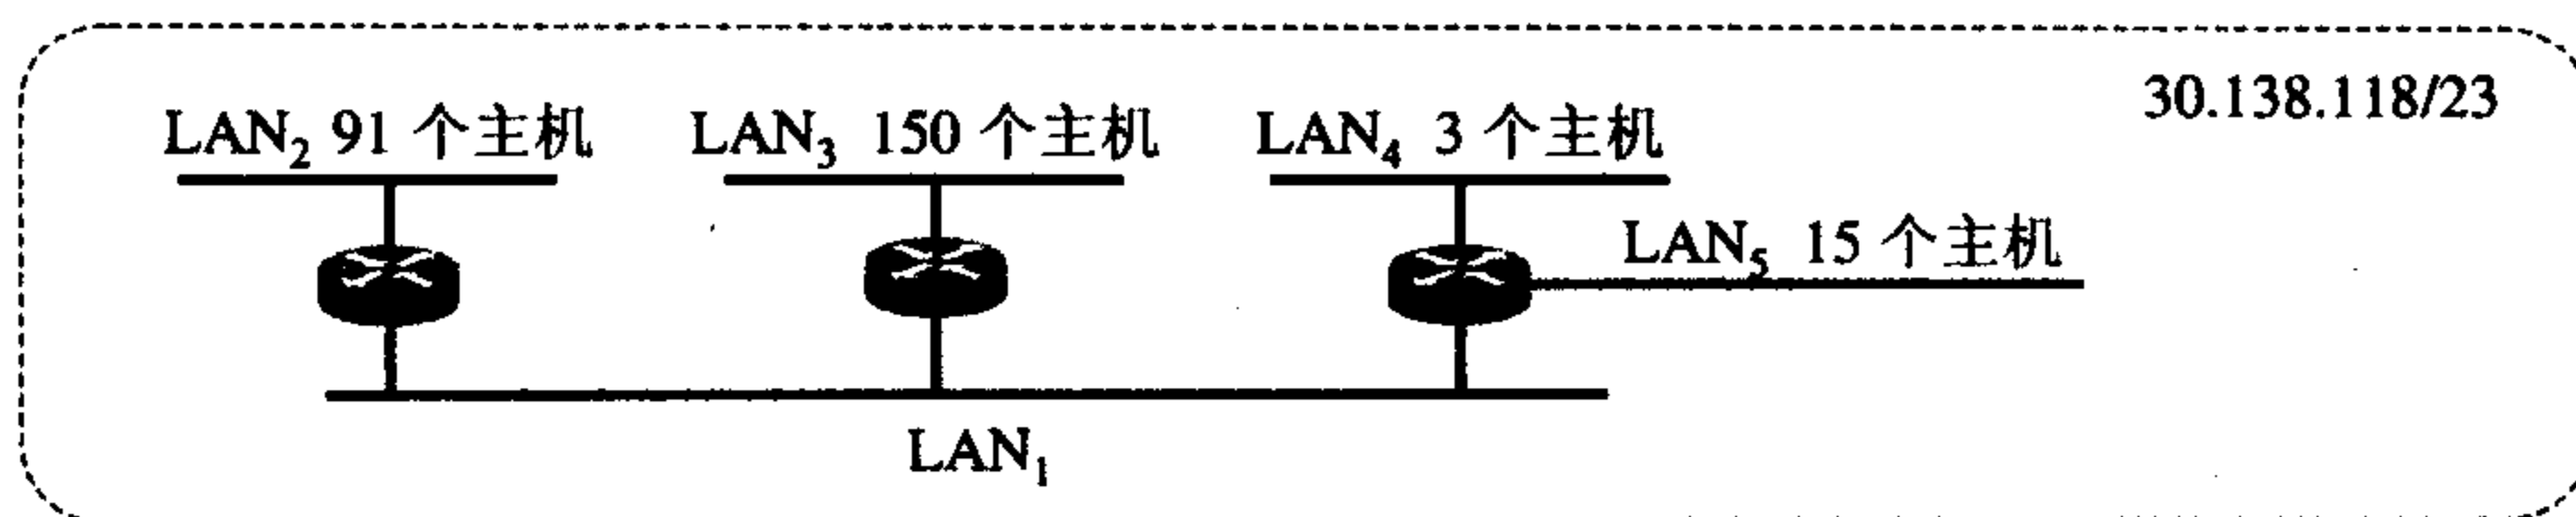 30.138.118/23
LAN₂ 91 个主机
LAN₃ 150 个主机
LAN₄ 3 个主机
LAN₅ 15 个主机
LAN₁